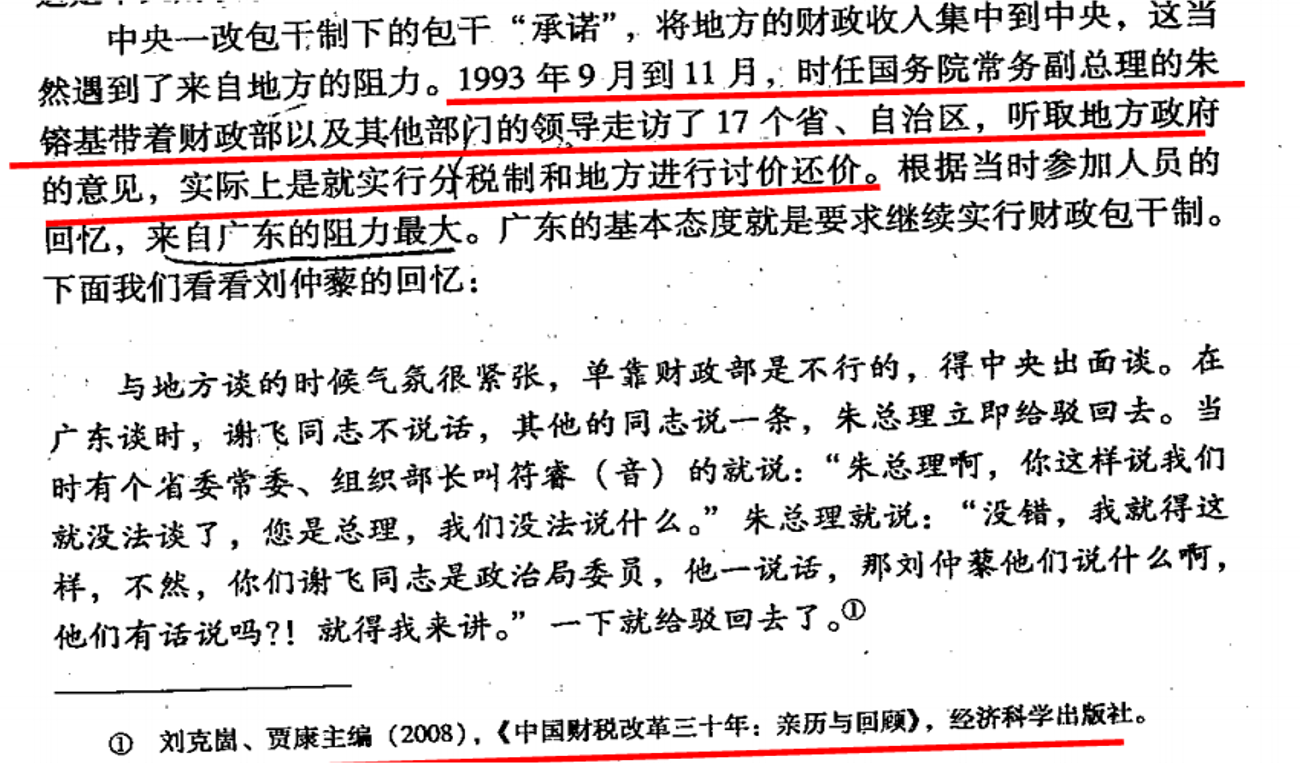 中央一改包干制下的包干“承诺”，将地方的财政收入集中到中央，这当
然遇到了来自地方的阻力。1993年9月到11月，时任国务院常务副总理的朱
镕基带着财政部以及其他部门的领导走访了17个省、自治区，听取地方政府
的意见，实际上是就实行分税制和地方进行讨价还价。根据当时参加人员的
回忆，来自广东的阻力最大。广东的基本态度就是要求继续实行财政包干制。
下面我们看看刘仲藜的回忆：
与地方谈的时候气氛很紧张，单靠财政部是不行的，得中央出面谈。在
广东谈时，谢飞同志不说话，其他的同志说一条，朱总理立即给驳回去。当
时有个省委常委、组织部长叫符睿（音）的就说：“朱总理啊，你这样说我们
就没法谈了，您是总理，我们没法说什么。”朱总理就说：“没错，我就得这
样，不然，你们谢飞同志是政治局委员，他一说话，那刘仲藜他们说什么啊，
他们有话说吗?！就得我来讲。”一下就给驳回去了。①
① 刘克崮、贾康主编（2008），《中国财税改革三十年：亲历与回顾》，经济科学出版社。